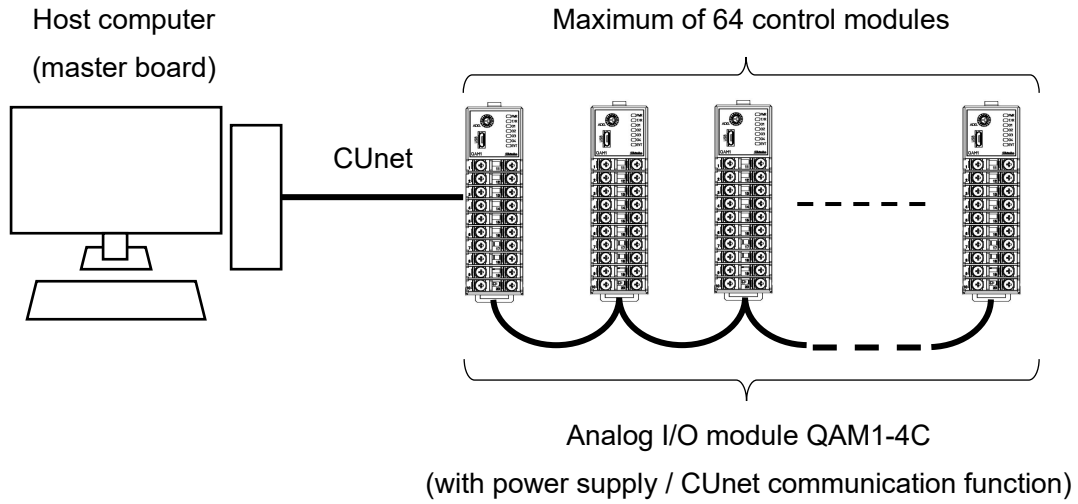 Host computer
(master board)
Maximum of 64 control modules
CUnet
Analog I/O module QAM1-4C
(with power supply / CUnet communication function)